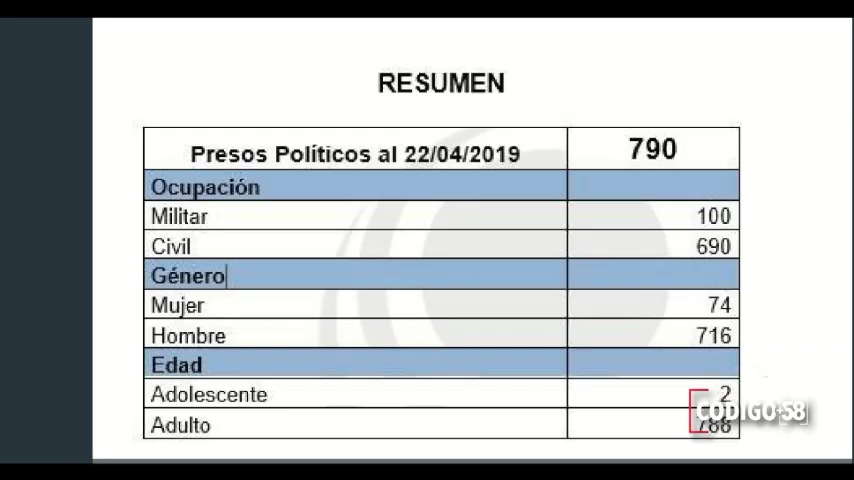 RESUMEN
Presos Políticos al 22/04/2019 790
Ocupación
Militar 100
Civil 690
Género
Mujer 74
Hombre 716
Edad
Adolescente 2
CODIGO+58
Adulto 788